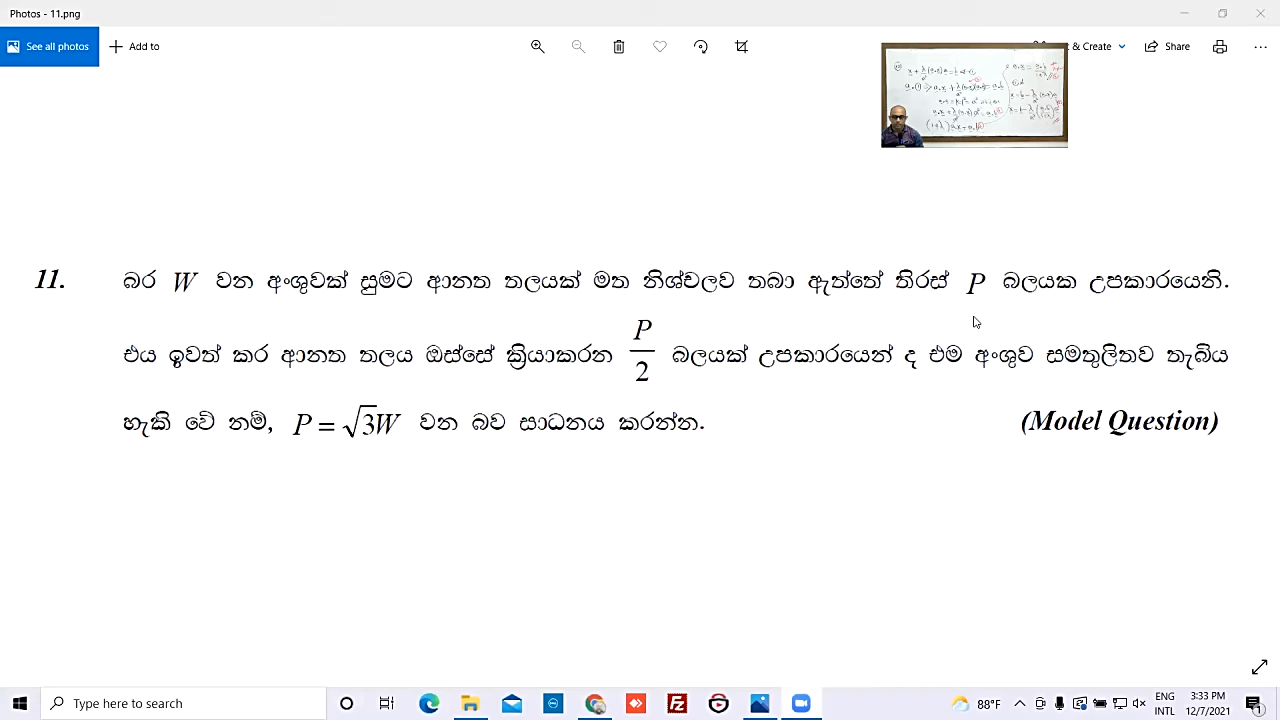 Photos - 11.png
See all photos
Add to
& Create
Share
11. බර W වන අංශුවක් සුමට ආනත තලයක් මත නිශ්චලව තබා ඇත්තේ තිරස් P බලයක උපකාරයෙනි.
එය ඉවත් කර ආනත තලය ඔස්සේ ක්‍රියාකරන P/2 බලයක් උපකාරයෙන් ද එම අංශුව සමතුලිතව තැබිය
හැකි වේ නම්, P = √3W වන බව සාධනය කරන්න. (Model Question)
Type here to search
88°F
ENG
INTL
3:33 PM
12/7/2021